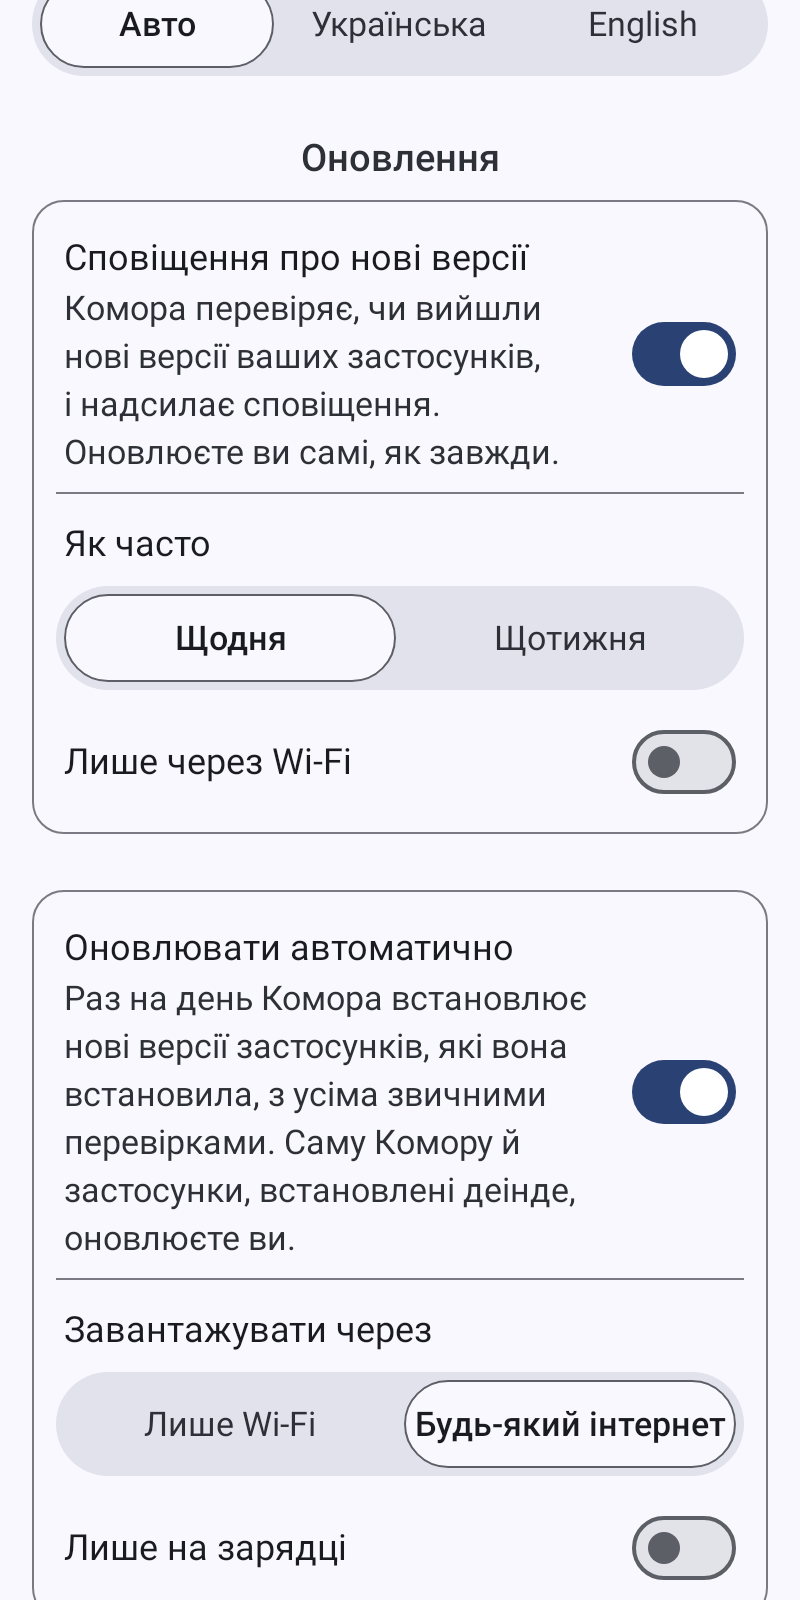 Авто
Українська
English
Оновлення
Сповіщення про нові версії
Комора перевіряє, чи вийшли
нові версії ваших застосунків,
і надсилає сповіщення.
Оновлюєте ви самі, як завжди.
Як часто
Щодня
Щотижня
Лише через Wi-Fi
Оновлювати автоматично
Раз на день Комора встановлює
нові версії застосунків, які вона
встановила, з усіма звичними
перевірками. Саму Комору й
застосунки, встановлені деінде,
оновлюєте ви.
Завантажувати через
Лише Wi-Fi
Будь-який інтернет
Лише на зарядці